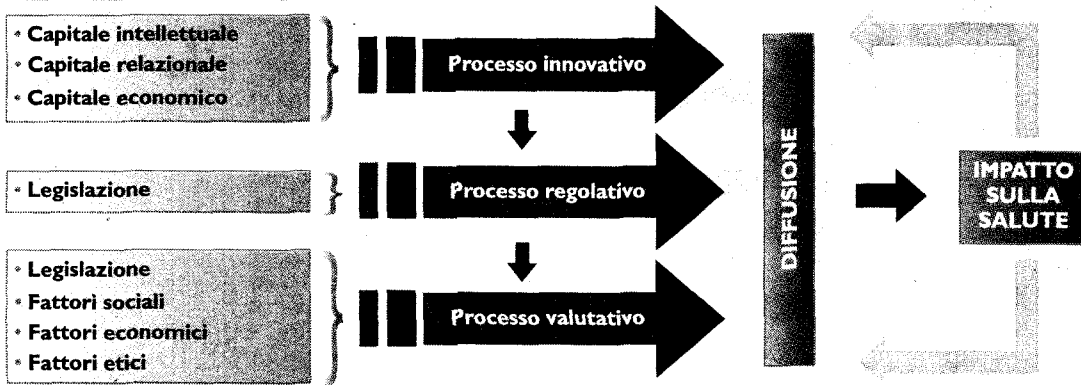 • Capitale intellettuale
• Capitale relazionale
• Capitale economico
Processo innovativo
• Legislazione
Processo regolativo
• Legislazione
• Fattori sociali
• Fattori economici
• Fattori etici
Processo valutativo
DIFFUSIONE
IMPATTO
SULLA
SALUTE